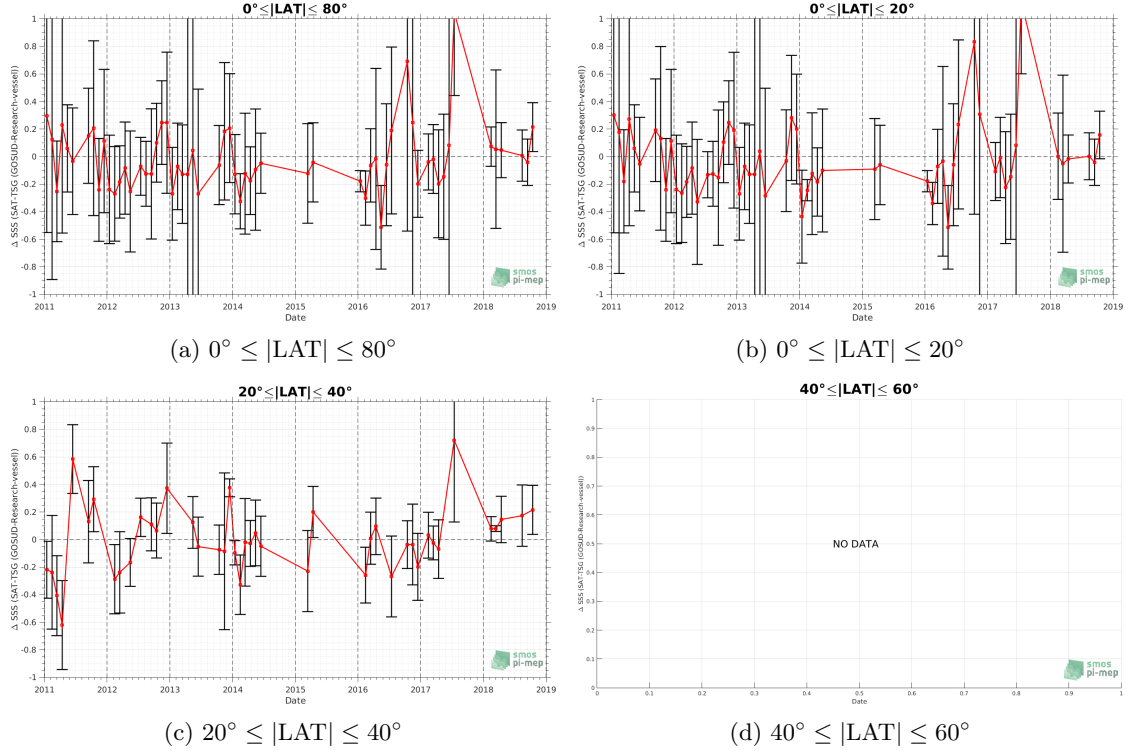 0°≤|LAT|≤ 80°
Δ SSS (SAT-TSG (GOSUD-Research-vessel))
1
0.8
0.6
0.4
0.2
0
-0.2
-0.4
-0.6
-0.8
-1
2011 2012 2013 2014 2015 2016 2017 2018 2019
Date
smos
pi-mep
(a) 0° ≤ |LAT| ≤ 80°
0°≤|LAT|≤ 20°
Δ SSS (SAT-TSG (GOSUD-Research-vessel))
1
0.8
0.6
0.4
0.2
0
-0.2
-0.4
-0.6
-0.8
-1
2011 2012 2013 2014 2015 2016 2017 2018 2019
Date
smos
pi-mep
(b) 0° ≤ |LAT| ≤ 20°
20°≤|LAT|≤ 40°
Δ SSS (SAT-TSG (GOSUD-Research-vessel))
1
0.8
0.6
0.4
0.2
0
-0.2
-0.4
-0.6
-0.8
-1
2011 2012 2013 2014 2015 2016 2017 2018 2019
Date
smos
pi-mep
(c) 20° ≤ |LAT| ≤ 40°
40°≤|LAT|≤ 60°
Δ SSS (SAT-TSG (GOSUD-Research-vessel))
1
0.9
0.8
0.7
0.6
0.5
0.4
0.3
0.2
0.1
0
NO DATA
0 0.1 0.2 0.3 0.4 0.5 0.6 0.7 0.8 0.9 1
Date
smos
pi-mep
(d) 40° ≤ |LAT| ≤ 60°